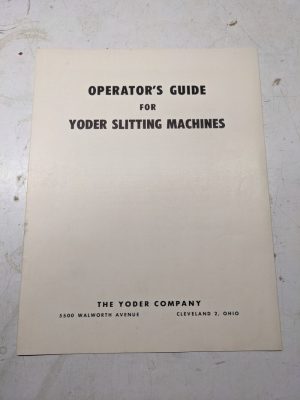 OPERATOR'S GUIDE
FOR
YODER SLITTING MACHINES
THE YODER COMPANY
5500 WALWORTH AVENUE CLEVELAND 2, OHIO